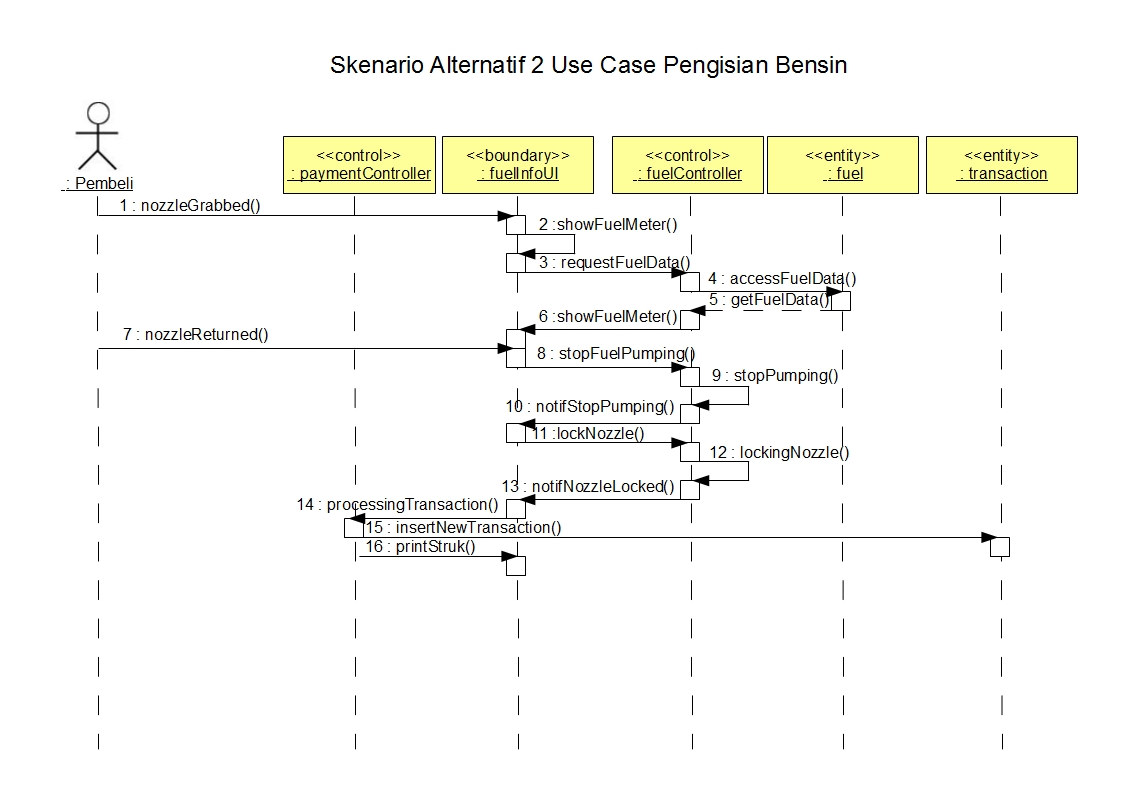 Skenario Alternatif 2 Use Case Pengisian Bensin
: Pembeli
<<control>>
: paymentController
<<boundary>>
: fuelInfoUI
<<control>>
: fuelController
<<entity>>
: fuel
<<entity>>
: transaction
1 : nozzleGrabbed()
2 :showFuelMeter()
3 : requestFuelData()
4 : accessFuelData()
5 : getFuelData()
6 :showFuelMeter()
7 : nozzleReturned()
8 : stopFuelPumping()
9 : stopPumping()
10 : notifStopPumping()
11 :lockNozzle()
12 : lockingNozzle()
13 : notifNozzleLocked()
14 : processingTransaction()
15 : insertNewTransaction()
16 : printStruk()